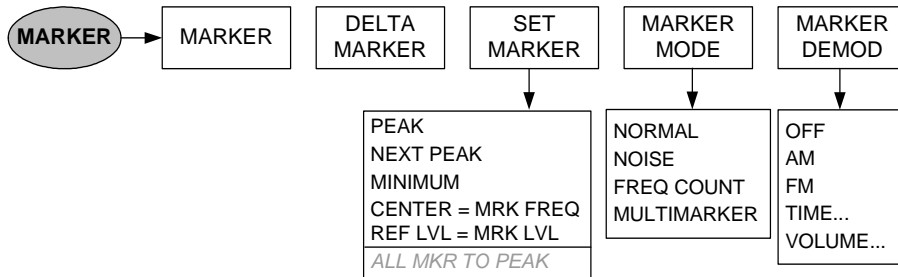 MARKER
MARKER
DELTA
MARKER
SET
MARKER
MARKER
MODE
MARKER
DEMOD
PEAK
NEXT PEAK
MINIMUM
CENTER = MRK FREQ
REF LVL = MRK LVL
ALL MKR TO PEAK
NORMAL
NOISE
FREQ COUNT
MULTIMARKER
OFF
AM
FM
TIME...
VOLUME...